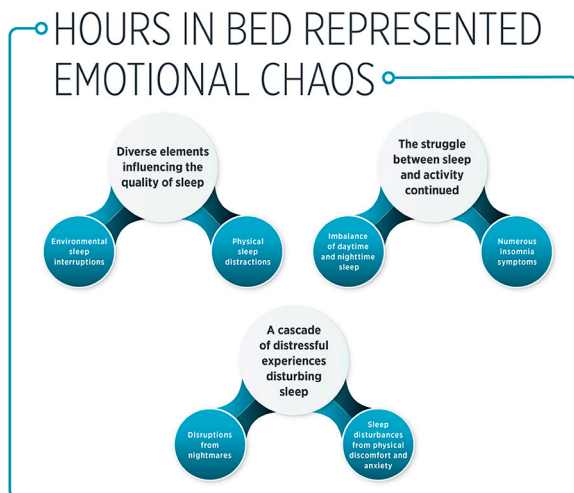 HOURS IN BED REPRESENTED
EMOTIONAL CHAOS
Diverse elements
influencing the
quality of sleep
Environmental
sleep
interruptions
Physical
sleep
distractions
The struggle
between sleep
and activity
continued
Imbalance
of daytime
and nighttime
sleep
Numerous
insomnia
symptoms
A cascade
of distressful
experiences
disturbing
sleep
Disruptions
from
nightmares
Sleep
disturbances
from physical
discomfort and
anxiety